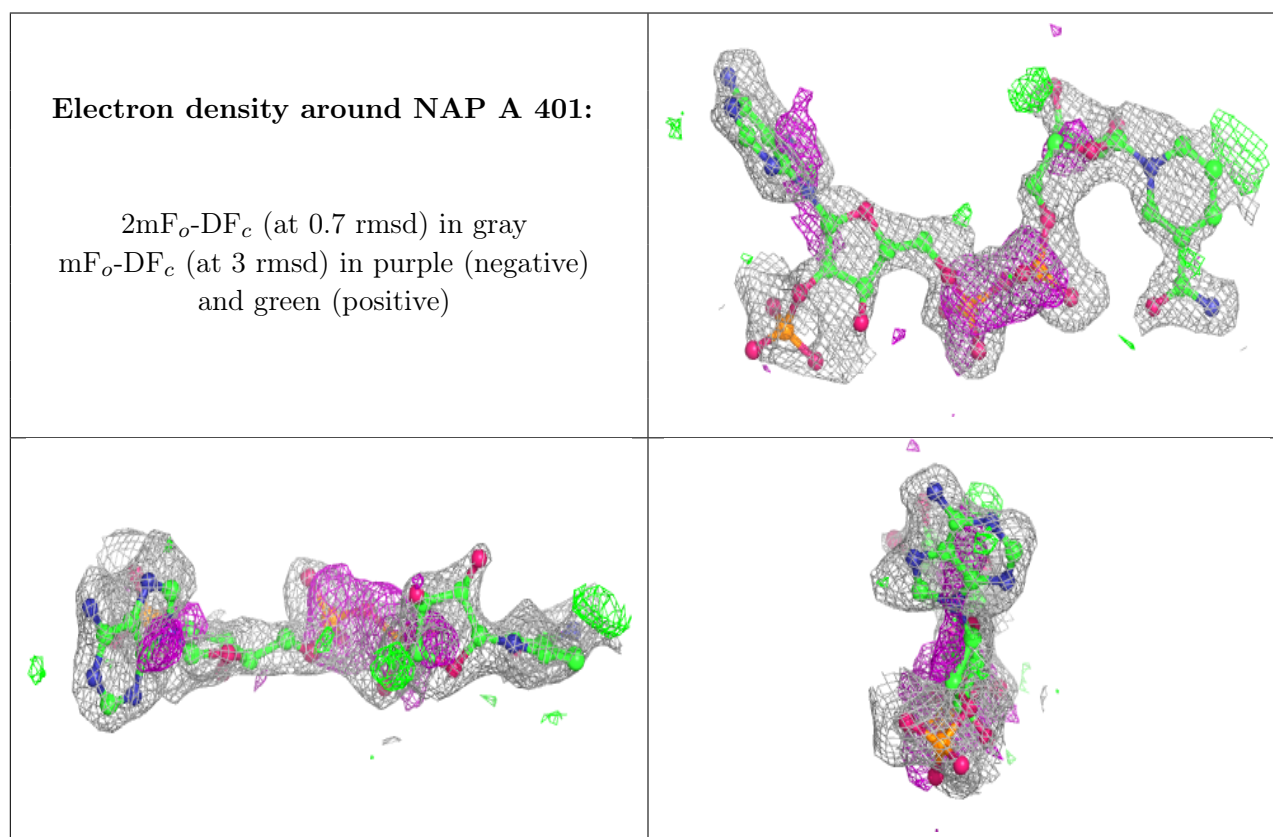 Electron density around NAP A 401:
2mFo-DFc (at 0.7 rmsd) in gray
mFo-DFc (at 3 rmsd) in purple (negative)
and green (positive)